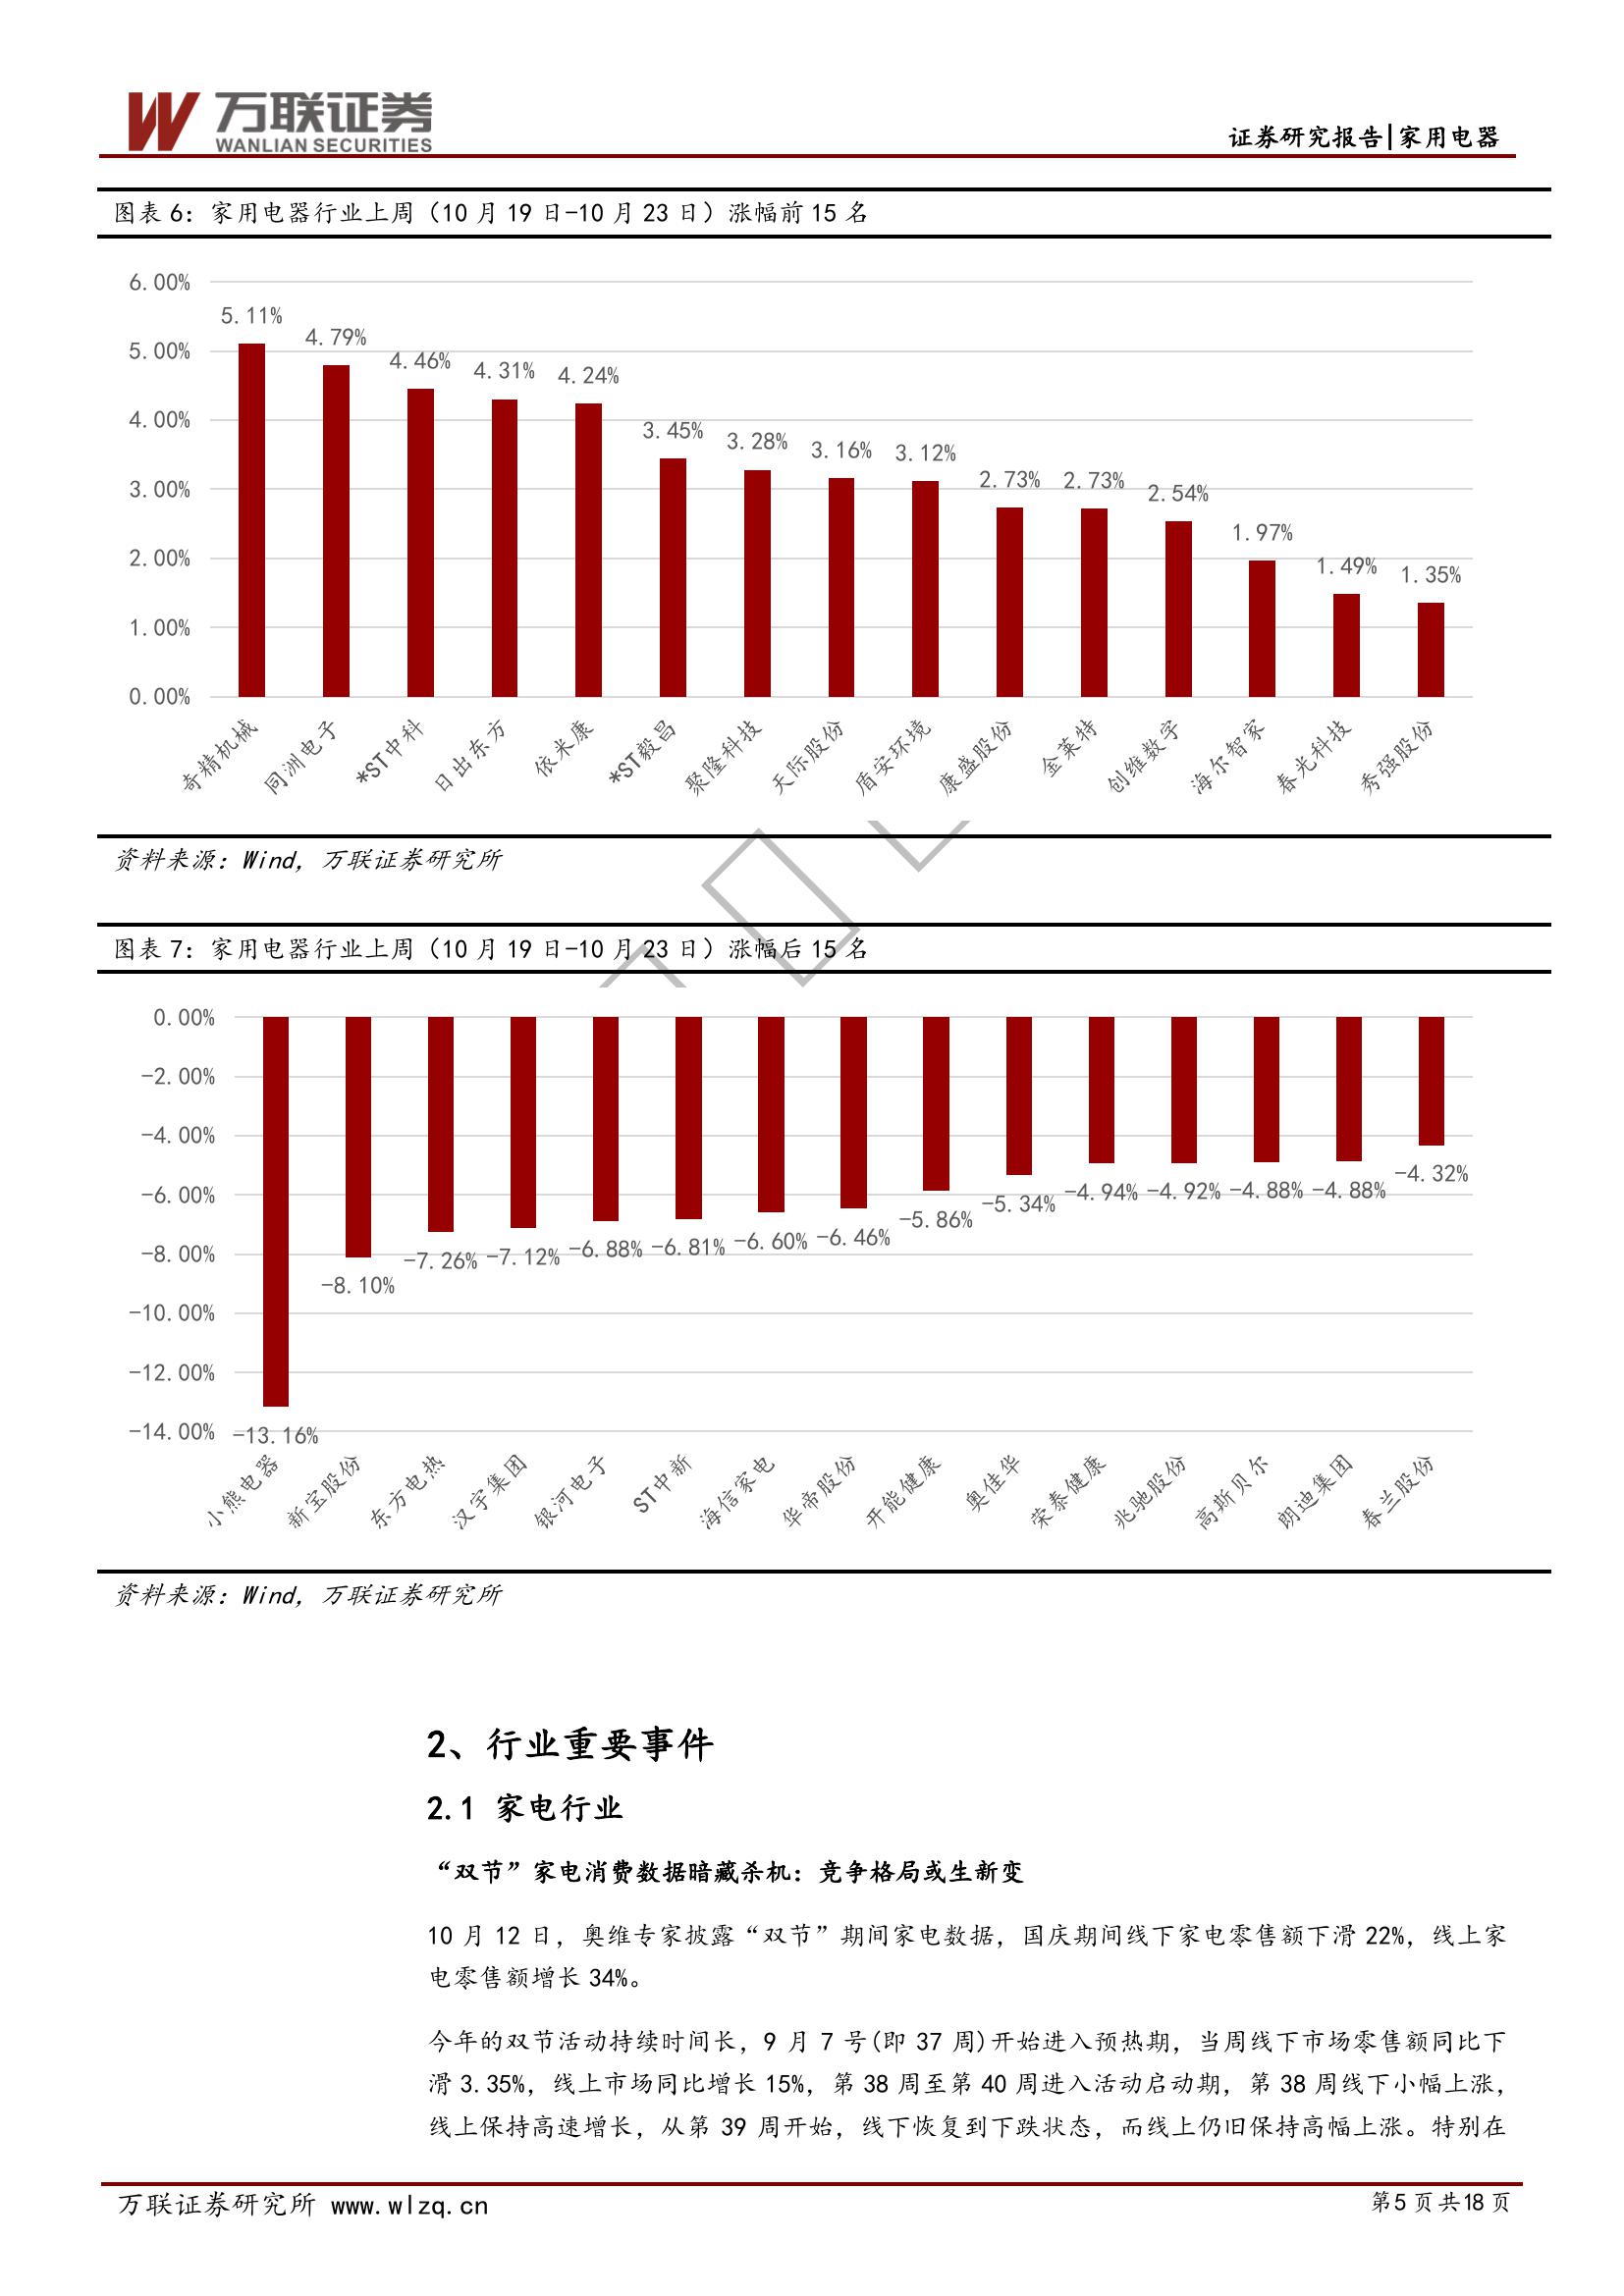 万联证券
WANLIAN SECURITIES
证券研究报告|家用电器
图表 6：家用电器行业上周（10 月 19 日-10 月 23 日）涨幅前 15 名
6.00%
5.00%
4.00%
3.00%
2.00%
1.00%
0.00%
5.11%
4.79%
4.46%
4.31%
4.24%
3.45%
3.28%
3.16%
3.12%
2.73%
2.73%
2.54%
1.97%
1.49%
1.35%
奇精机械
同洲电子
*ST中科
日出东方
依米康
*ST毅昌
聚隆科技
天际股份
盾安环境
康盛股份
金莱特
创维数字
海尔智家
春光科技
秀强股份
资料来源：Wind，万联证券研究所
图表 7：家用电器行业上周（10 月 19 日-10 月 23 日）涨幅后 15 名
0.00%
-2.00%
-4.00%
-6.00%
-8.00%
-10.00%
-12.00%
-14.00%
-13.16%
-8.10%
-7.26%
-7.12%
-6.88%
-6.81%
-6.60%
-6.46%
-5.86%
-5.34%
-4.94%
-4.92%
-4.88%
-4.88%
-4.32%
小熊电器
新宝股份
东方电热
汉宇集团
银河电子
ST中新
海信家电
华帝股份
开能健康
奥佳华
荣泰健康
兆驰股份
高斯贝尔
朗迪集团
春兰股份
资料来源：Wind，万联证券研究所
2、行业重要事件
2.1 家电行业
“双节”家电消费数据暗藏杀机：竞争格局或生新变
10 月 12 日，奥维专家披露“双节”期间家电数据，国庆期间线下家电零售额下滑 22%，线上家
电零售额增长 34%。
今年的双节活动持续时间长，9 月 7 号(即 37 周)开始进入预热期，当周线下市场零售额同比下
滑 3.35%，线上市场同比增长 15%，第 38 周至第 40 周进入活动启动期，第 38 周线下小幅上涨，
线上保持高速增长，从第 39 周开始，线下恢复到下跌状态，而线上仍旧保持高幅上涨。特别在
万联证券研究所 www.wlzq.cn
第5 页共18 页